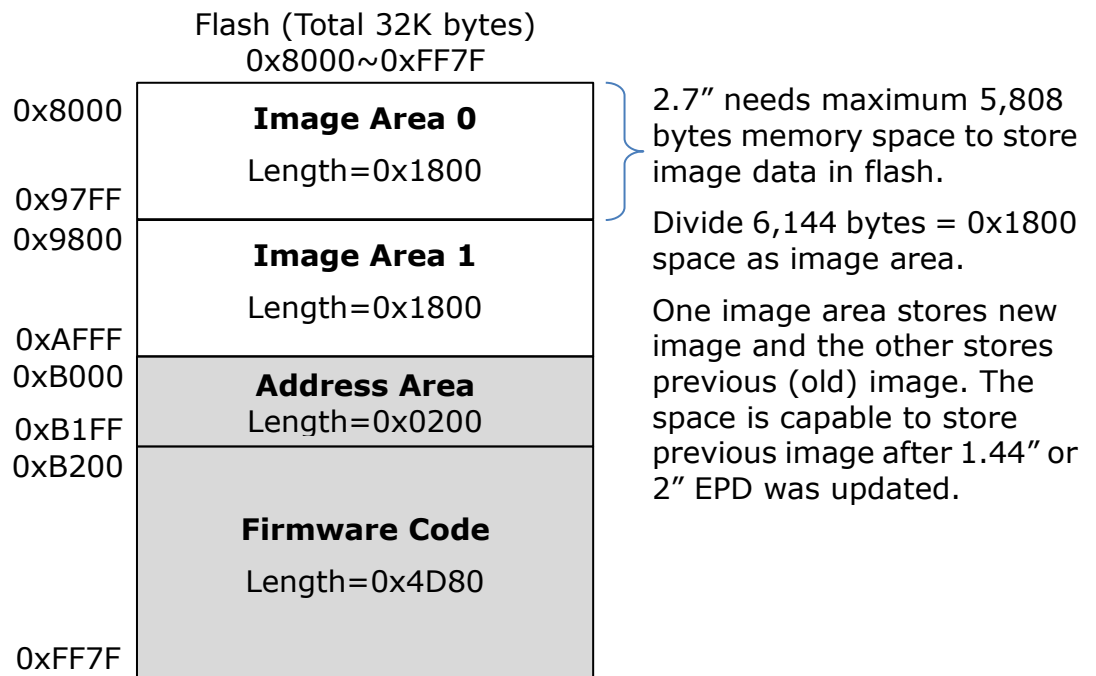 Flash (Total 32K bytes)
0x8000~0xFF7F
0x8000
Image Area 0
Length=0x1800
0x97FF
0x9800
Image Area 1
Length=0x1800
0xAFFF
0xB000
Address Area
Length=0x0200
0xB1FF
0xB200
Firmware Code
Length=0x4D80
0xFF7F
2.7” needs maximum 5,808
bytes memory space to store
image data in flash.
Divide 6,144 bytes = 0x1800
space as image area.
One image area stores new
image and the other stores
previous (old) image. The
space is capable to store
previous image after 1.44” or
2” EPD was updated.